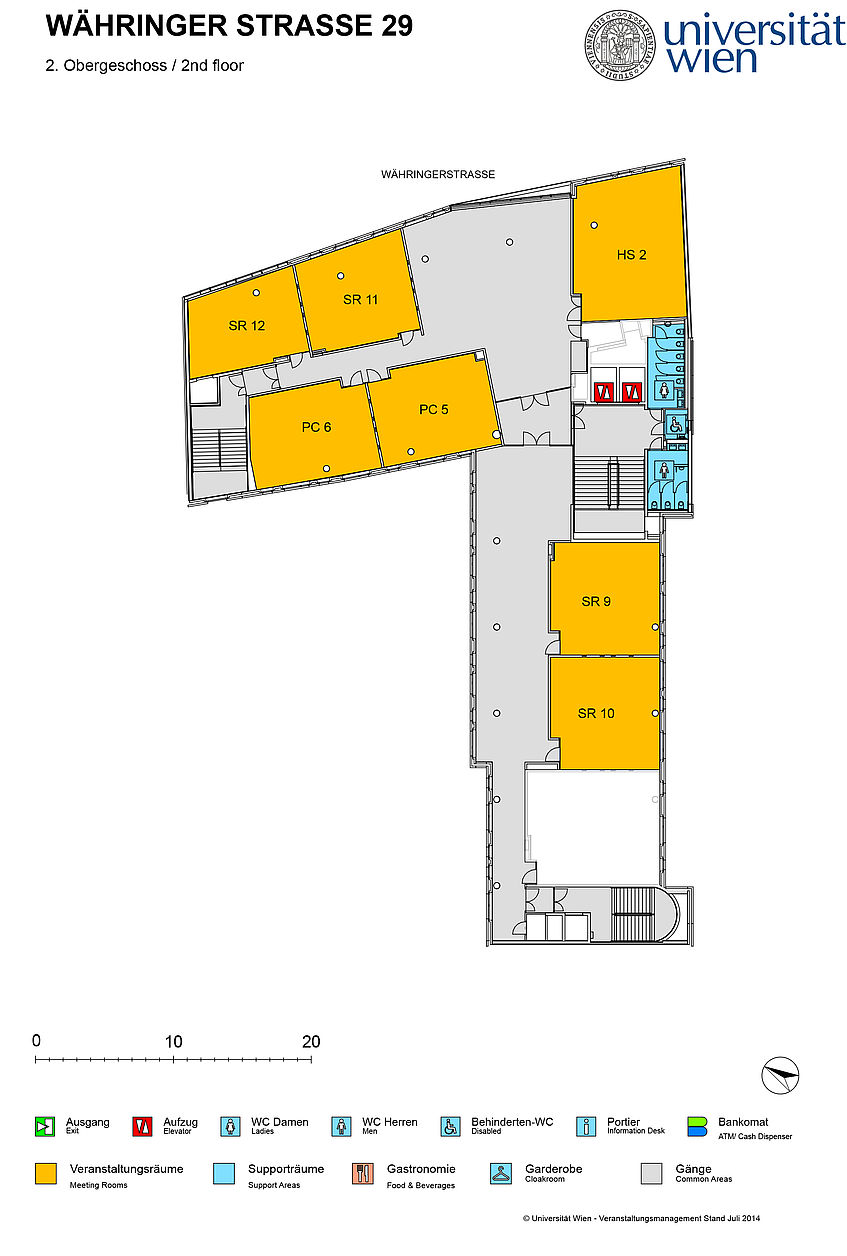 WÄHRINGER STRASSE 29
2. Obergeschoss / 2nd floor
universität
wien
WÄHRINGERSTRASSE
HS 2
SR 11
SR 12
PC 5
PC 6
SR 9
SR 10
0 10 20
Ausgang
Exit
Aufzug
Elevator
WC Damen
Ladies
WC Herren
Men
Behinderten-WC
Disabled
Portier
Information Desk
Bankomat
ATM/ Cash Dispenser
Veranstaltungsräume
Meeting Rooms
Supporträume
Support Areas
Gastronomie
Food & Beverages
Garderobe
Cloakroom
Gänge
Common Areas
© Universität Wien - Veranstaltungsmanagement Stand Juli 2014